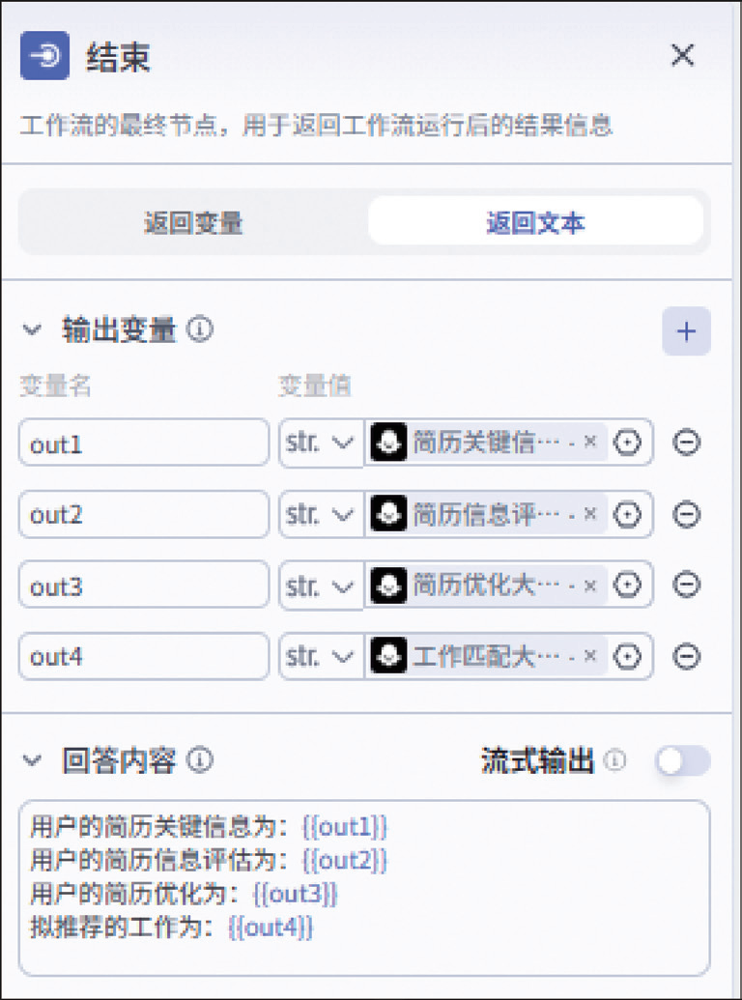 结束
工作流的最终节点，用于返回工作流运行后的结果信息
返回变量 返回文本
输出变量
变量名 变量值
out1 str. 简历关键信··· - ×
out2 str. 简历信息评··· - ×
out3 str. 简历优化大··· - ×
out4 str. 工作匹配大··· - ×
回答内容 流式输出
用户的简历关键信息为：{{out1}}
用户的简历信息评估为：{{out2}}
用户的简历优化为：{{out3}}
拟推荐的工作为：{{out4}}